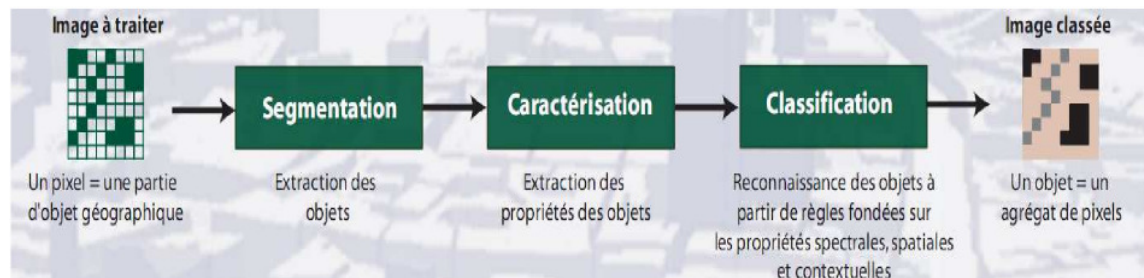 Image à traiter
Un pixel = une partie
d'objet géographique
Segmentation
Extraction des
objets
Caractérisation
Extraction des
propriétés des objets
Classification
Reconnaissance des objets à
partir de règles fondées sur
les propriétés spectrales, spatiales
et contextuelles
Image classée
Un objet = un
agrégat de pixels